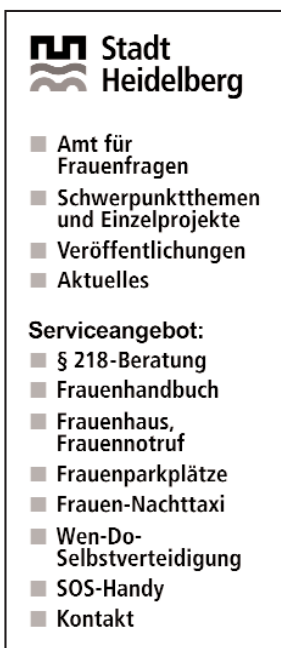 Stadt
Heidelberg
Amt für
Frauenfragen
Schwerpunktthemen
und Einzelprojekte
Veröffentlichungen
Aktuelles
Serviceangebot:
§ 218-Beratung
Frauenhandbuch
Frauenhaus,
Frauennotruf
Frauenparkplätze
Frauen-Nachttaxi
Wen-Do-
Selbstverteidigung
SOS-Handy
Kontakt